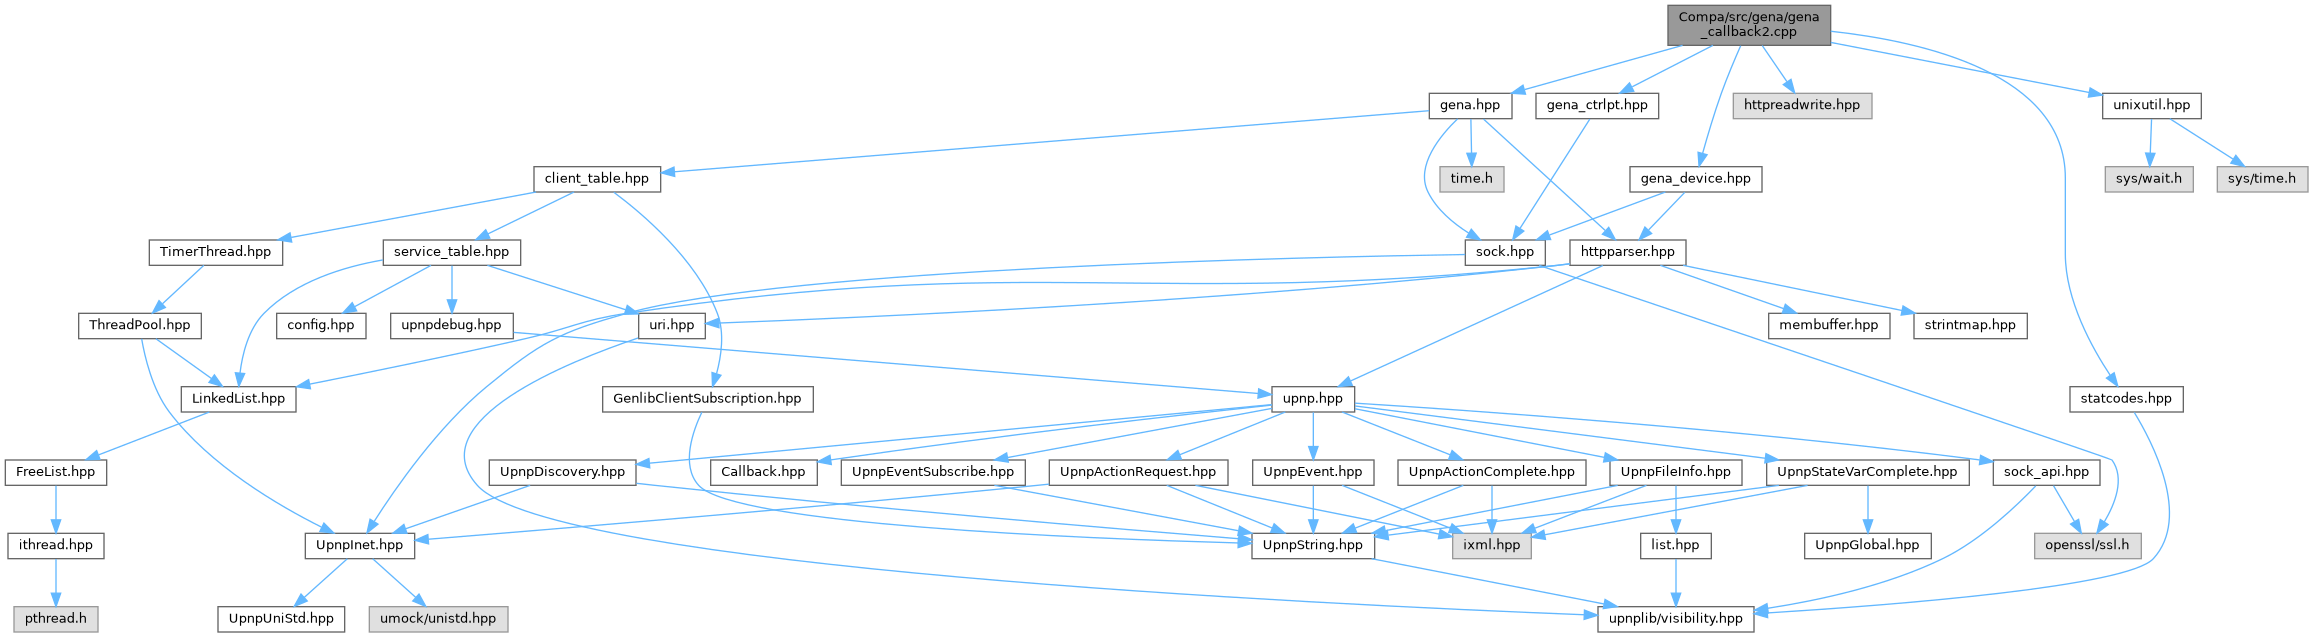 Compa/src/gena/gena
_callback2.cpp
gena.hpp
gena_ctrlpt.hpp
httpreadwrite.hpp
unixutil.hpp
client_table.hpp
time.h
gena_device.hpp
sys/wait.h
sys/time.h
TimerThread.hpp
service_table.hpp
sock.hpp
httpparser.hpp
ThreadPool.hpp
config.hpp
upnpdebug.hpp
uri.hpp
membuffer.hpp
strintmap.hpp
LinkedList.hpp
GenlibClientSubscription.hpp
upnp.hpp
statcodes.hpp
FreeList.hpp
UpnpDiscovery.hpp
Callback.hpp
UpnpEventSubscribe.hpp
UpnpActionRequest.hpp
UpnpEvent.hpp
UpnpActionComplete.hpp
UpnpFileInfo.hpp
UpnpStateVarComplete.hpp
sock_api.hpp
ithread.hpp
UpnpInet.hpp
UpnpString.hpp
ixml.hpp
list.hpp
UpnpGlobal.hpp
openssl/ssl.h
pthread.h
UpnpUniStd.hpp
umock/unistd.hpp
upnplib/visibility.hpp